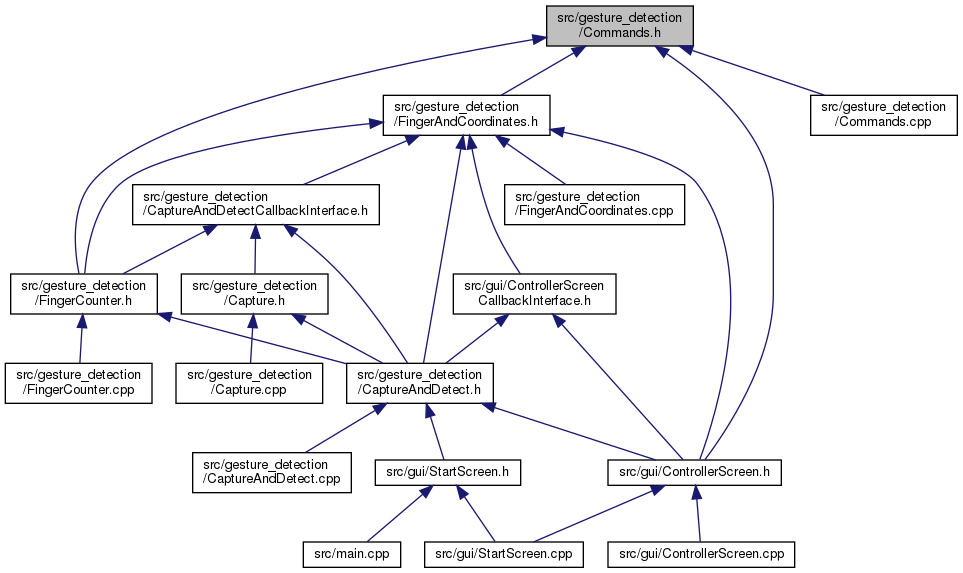 src/gesture_detection
/Commands.h
src/gesture_detection
/FingerAndCoordinates.h
src/gesture_detection
/Commands.cpp
src/gesture_detection
/CaptureAndDetectCallbackInterface.h
src/gesture_detection
/FingerAndCoordinates.cpp
src/gesture_detection
/FingerCounter.h
src/gesture_detection
/Capture.h
src/gui/ControllerScreen
CallbackInterface.h
src/gesture_detection
/FingerCounter.cpp
src/gesture_detection
/Capture.cpp
src/gesture_detection
/CaptureAndDetect.h
src/gesture_detection
/CaptureAndDetect.cpp
src/gui/StartScreen.h
src/gui/ControllerScreen.h
src/main.cpp
src/gui/StartScreen.cpp
src/gui/ControllerScreen.cpp